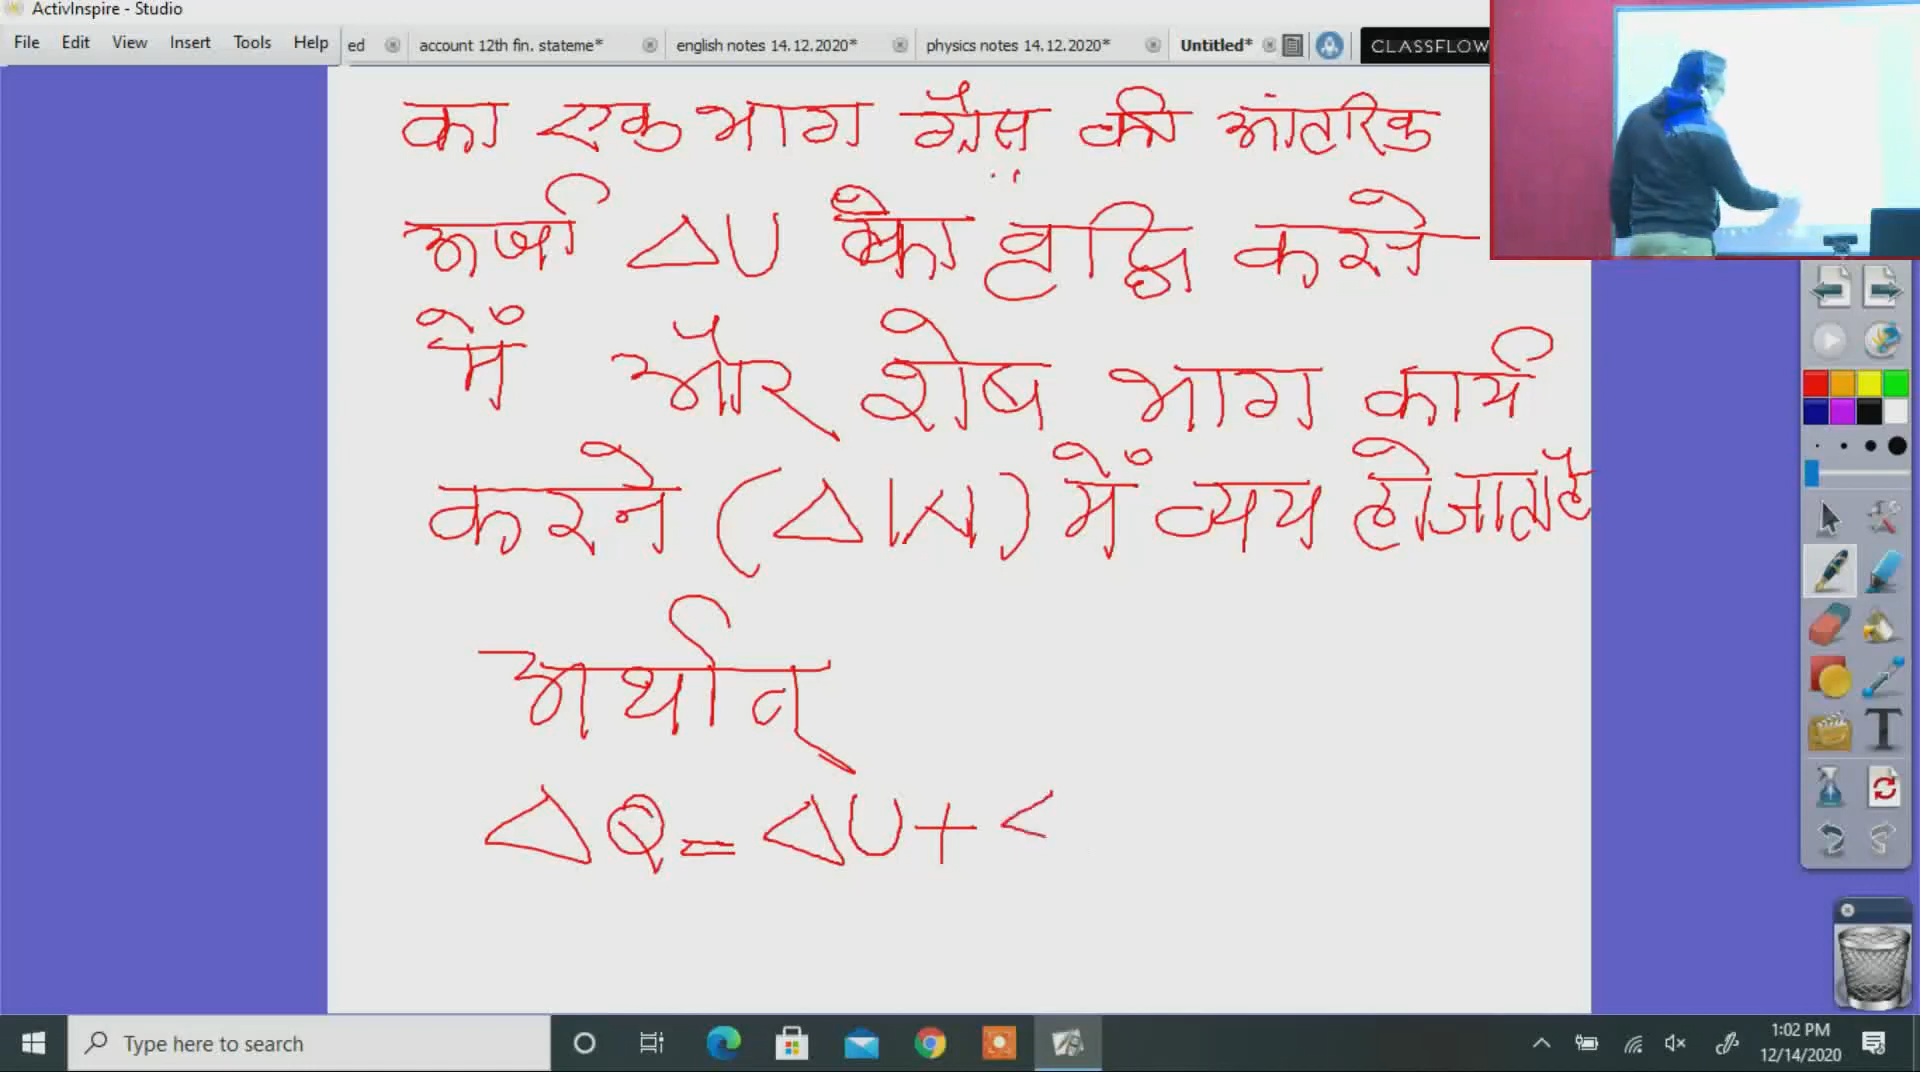 ActivInspire - Studio
File Edit View Insert Tools Help ed account 12th fin. stateme* english notes 14.12.2020* physics notes 14.12.2020* Untitled* CLASSFLOW
का एक भाग गैस की आंतरिक
ऊर्जा ΔU को वृद्धि करने
में और शेष भाग कार्य
करने (ΔW) में व्यय हो जाता है
अर्थात्
ΔQ = ΔU + <
T
Type here to search
1:02 PM
12/14/2020